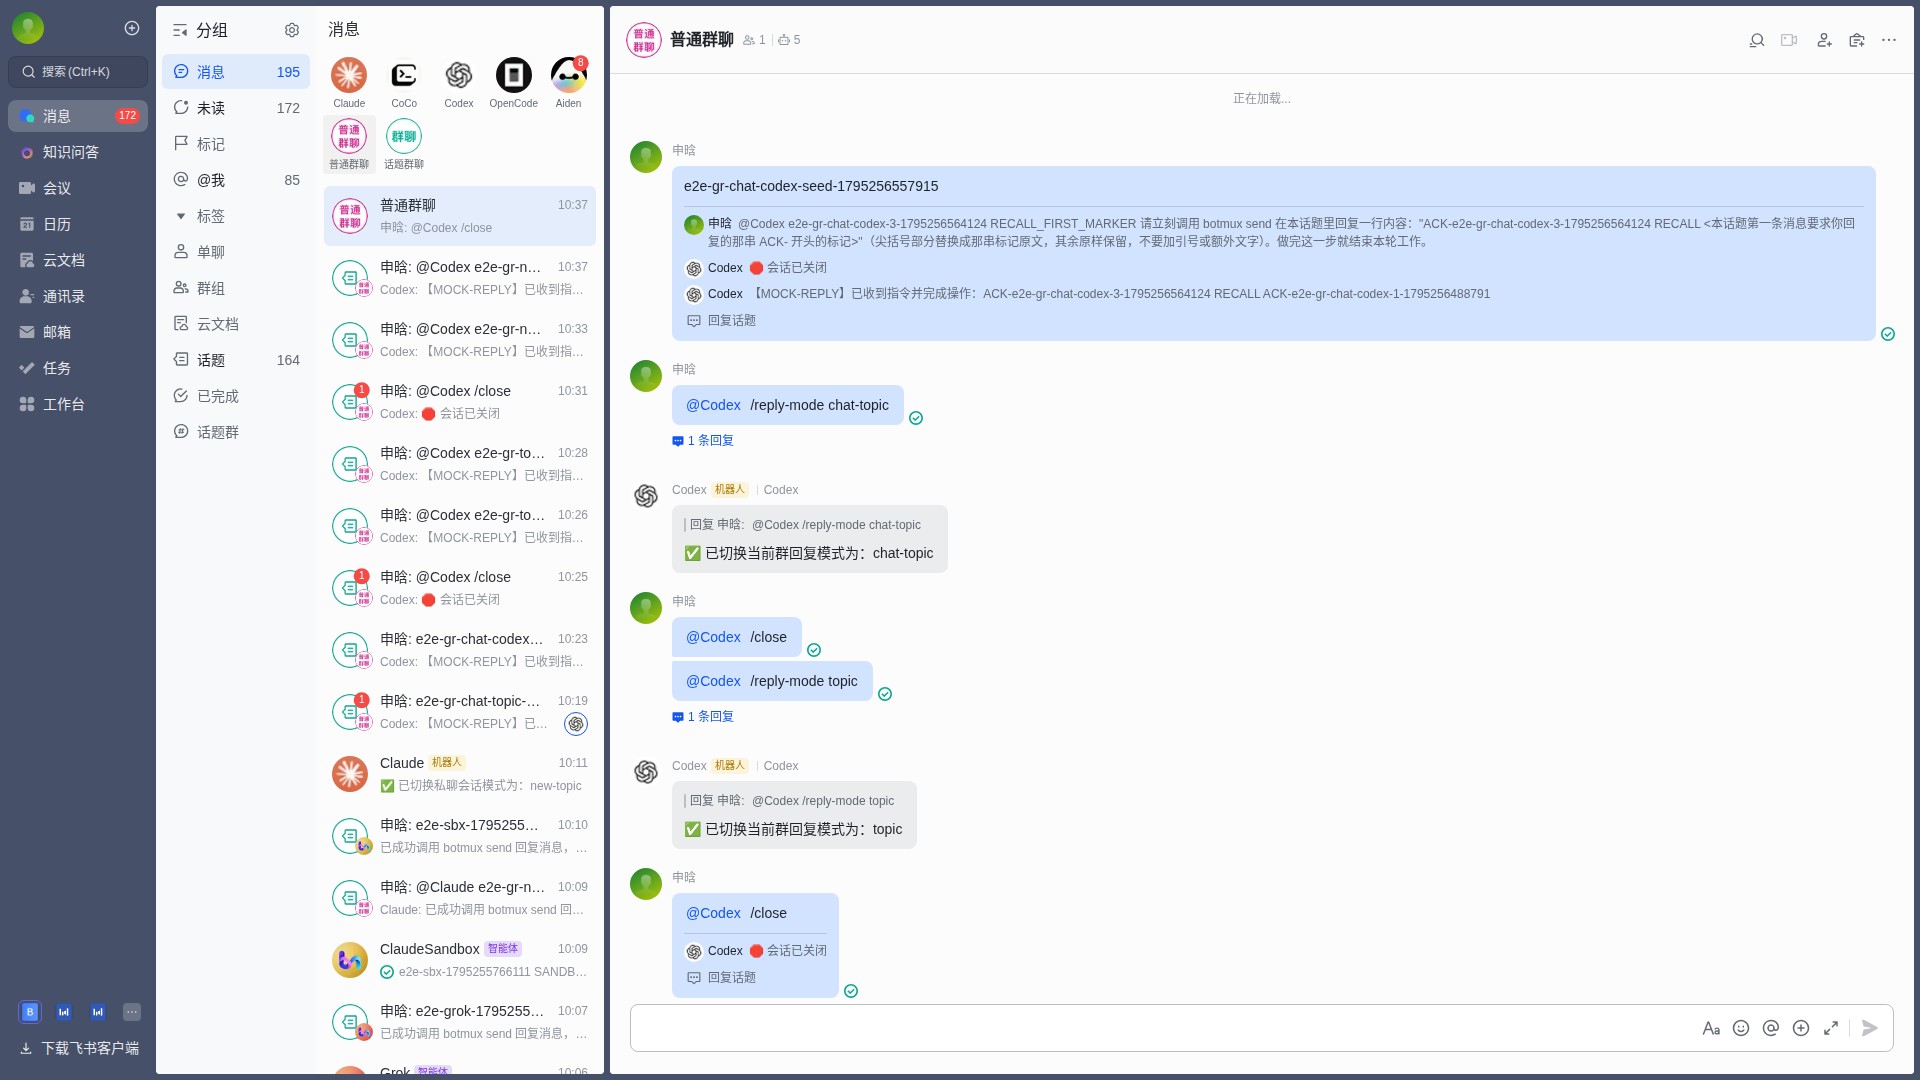 搜索 (Ctrl+K)
消息 172
知识问答
会议
日历
云文档
通讯录
邮箱
任务
工作台
下载飞书客户端
分组
消息 195
未读 172
标记
@我 85
标签
单聊
群组
云文档
话题 164
已完成
话题群
消息
8
Claude CoCo Codex OpenCode Aiden
普通群聊 群聊
普通群聊 话题群聊
普通群聊 10:37
申晗: @Codex /close
申晗: @Codex e2e-gr-n... 10:37
Codex: 【MOCK-REPLY】已收到指...
申晗: @Codex e2e-gr-n... 10:33
Codex: 【MOCK-REPLY】已收到指...
1
申晗: @Codex /close 10:31
Codex: 🛑 会话已关闭
申晗: @Codex e2e-gr-to... 10:28
Codex: 【MOCK-REPLY】已收到指...
申晗: @Codex e2e-gr-to... 10:26
Codex: 【MOCK-REPLY】已收到指...
1
申晗: @Codex /close 10:25
Codex: 🛑 会话已关闭
申晗: e2e-gr-chat-codex... 10:23
Codex: 【MOCK-REPLY】已收到指...
1
申晗: e2e-gr-chat-topic-... 10:19
Codex: 【MOCK-REPLY】已...
Claude 机器人 10:11
✅ 已切换私聊会话模式为：new-topic
申晗: e2e-sbx-1795255... 10:10
已成功调用 botmux send 回复消息，...
申晗: @Claude e2e-gr-n... 10:09
Claude: 已成功调用 botmux send 回...
ClaudeSandbox 智能体 10:09
e2e-sbx-1795255766111 SANDB...
申晗: e2e-grok-1795255... 10:07
已成功调用 botmux send 回复消息，...
Grok 智能体 10:06
普通群聊
普通群聊 1 5
正在加载...
申晗
e2e-gr-chat-codex-seed-1795256557915
申晗 @Codex e2e-gr-chat-codex-3-1795256564124 RECALL_FIRST_MARKER 请立刻调用 botmux send 在本话题里回复一行内容："ACK-e2e-gr-chat-codex-3-1795256564124 RECALL <本话题第一条消息要求你回
复的那串 ACK- 开头的标记>"（尖括号部分替换成那串标记原文，其余原样保留，不要加引号或额外文字）。做完这一步就结束本轮工作。
Codex 🛑 会话已关闭
Codex 【MOCK-REPLY】已收到指令并完成操作：ACK-e2e-gr-chat-codex-3-1795256564124 RECALL ACK-e2e-gr-chat-codex-1-1795256488791
回复话题
申晗
@Codex /reply-mode chat-topic
1 条回复
Codex 机器人 Codex
回复 申晗：@Codex /reply-mode chat-topic
✅ 已切换当前群回复模式为：chat-topic
申晗
@Codex /close
@Codex /reply-mode topic
1 条回复
Codex 机器人 Codex
回复 申晗：@Codex /reply-mode topic
✅ 已切换当前群回复模式为：topic
申晗
@Codex /close
Codex 🛑 会话已关闭
回复话题